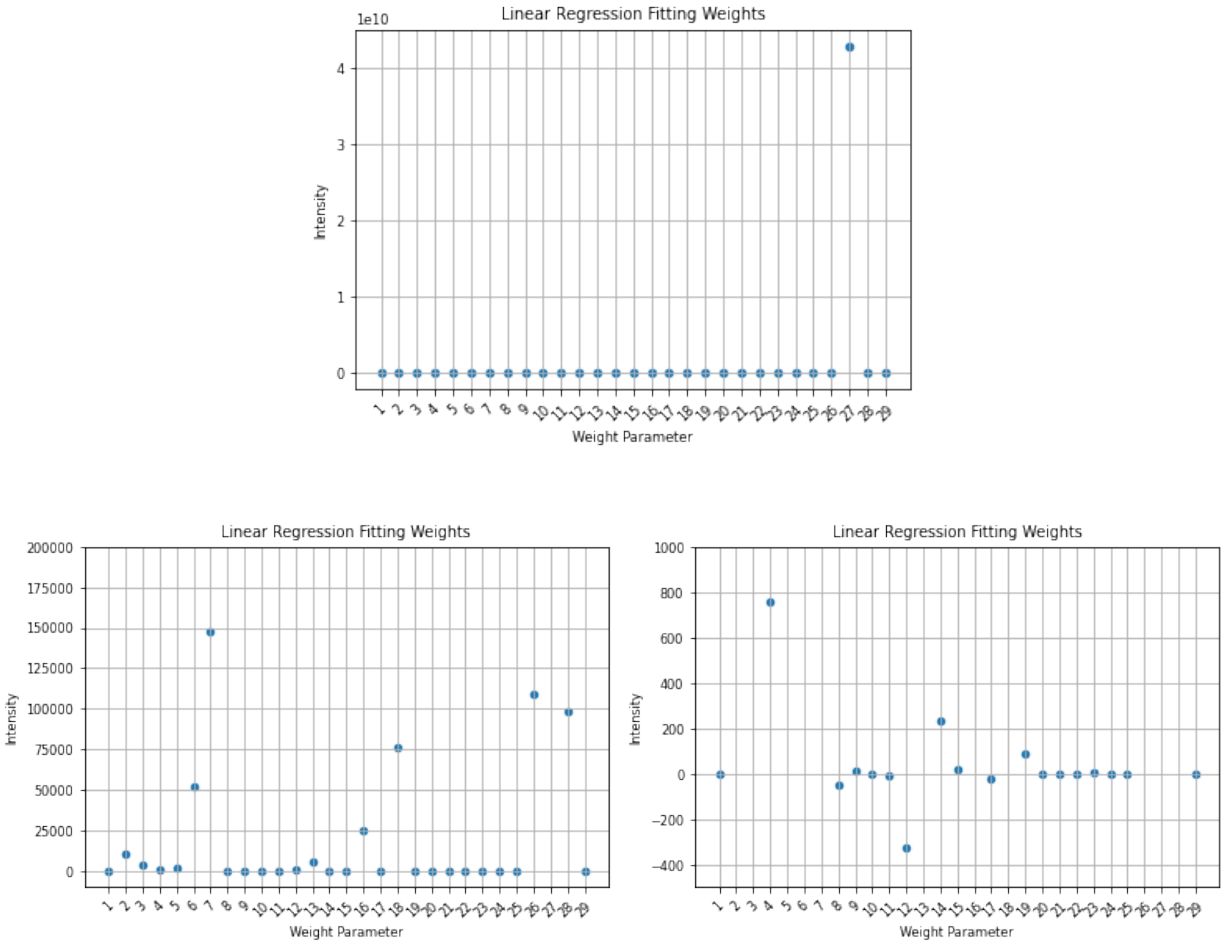 Linear Regression Fitting Weights
1e10
4
3
2
1
0
Intensity
1 2 3 4 5 6 7 8 9 10 11 12 13 14 15 16 17 18 19 20 21 22 23 24 25 26 27 28 29
Weight Parameter
Linear Regression Fitting Weights
200000
175000
150000
125000
100000
75000
50000
25000
0
Intensity
1 2 3 4 5 6 7 8 9 10 11 12 13 14 15 16 17 18 19 20 21 22 23 24 25 26 27 28 29
Weight Parameter
Linear Regression Fitting Weights
1000
800
600
400
200
0
−200
−400
Intensity
1 2 3 4 5 6 7 8 9 10 11 12 13 14 15 16 17 18 19 20 21 22 23 24 25 26 27 28 29
Weight Parameter